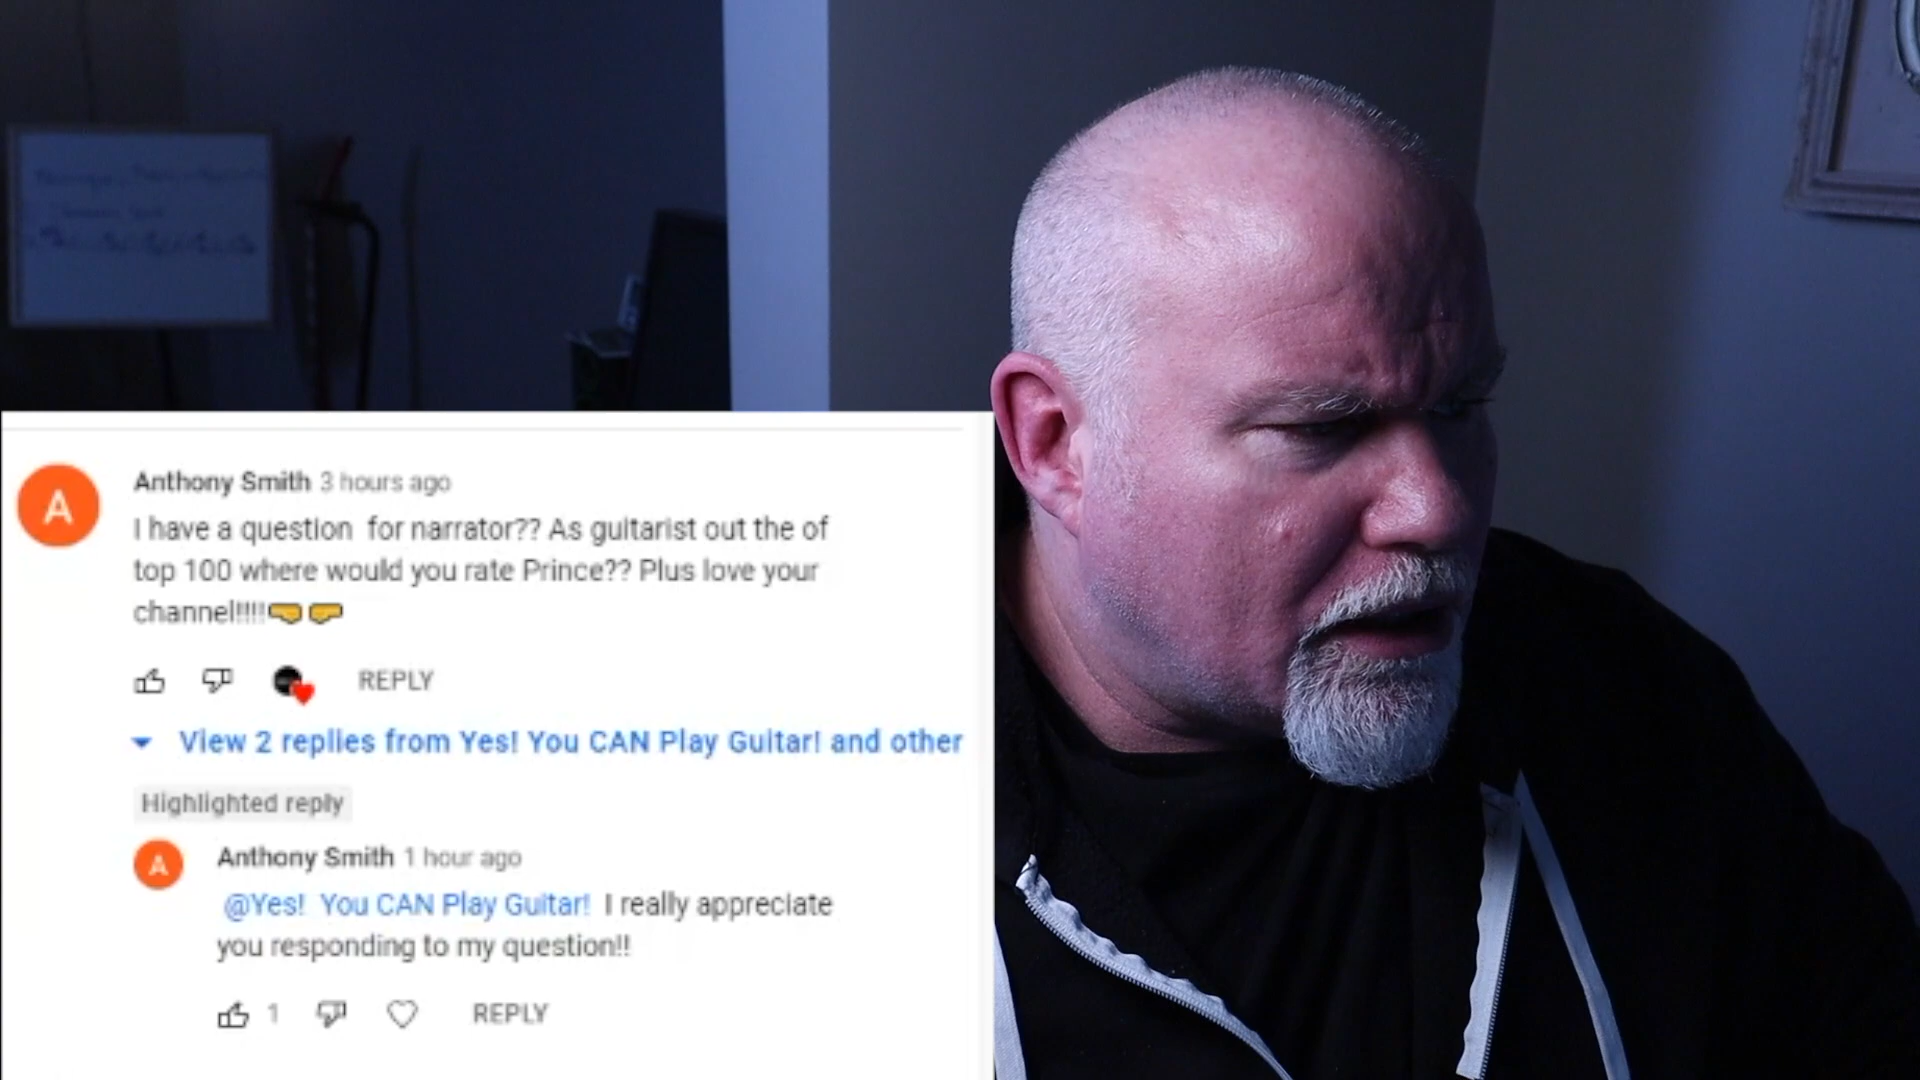 A
Anthony Smith 3 hours ago
I have a question for narrator?? As guitarist out the of
top 100 where would you rate Prince?? Plus love your
channel!!!!🤜🤛
REPLY
View 2 replies from Yes! You CAN Play Guitar! and other
Highlighted reply
A
Anthony Smith 1 hour ago
@Yes! You CAN Play Guitar! I really appreciate
you responding to my question!!
1
REPLY